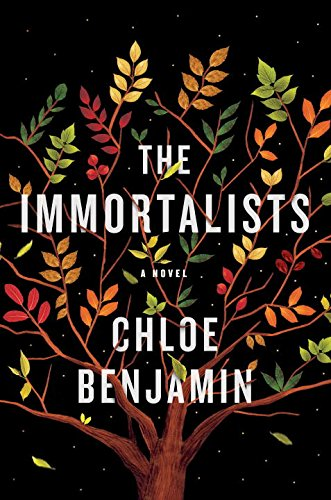 THE
IMMORTALISTS
A NOVEL
CHLOE
BENJAMIN